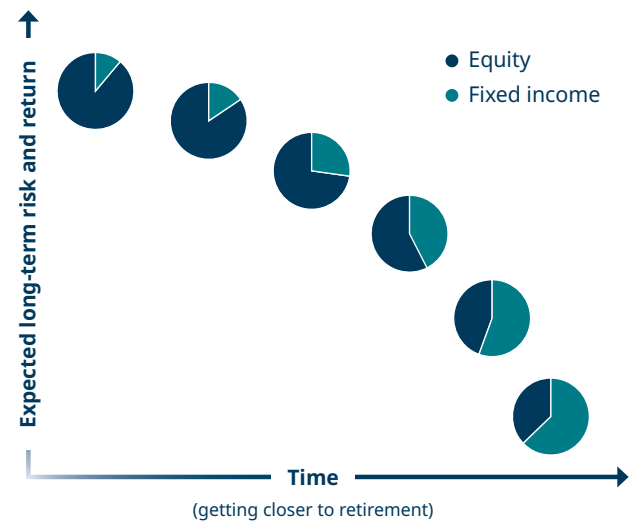 Equity
Fixed income
Expected long-term risk and return
Time
(getting closer to retirement)